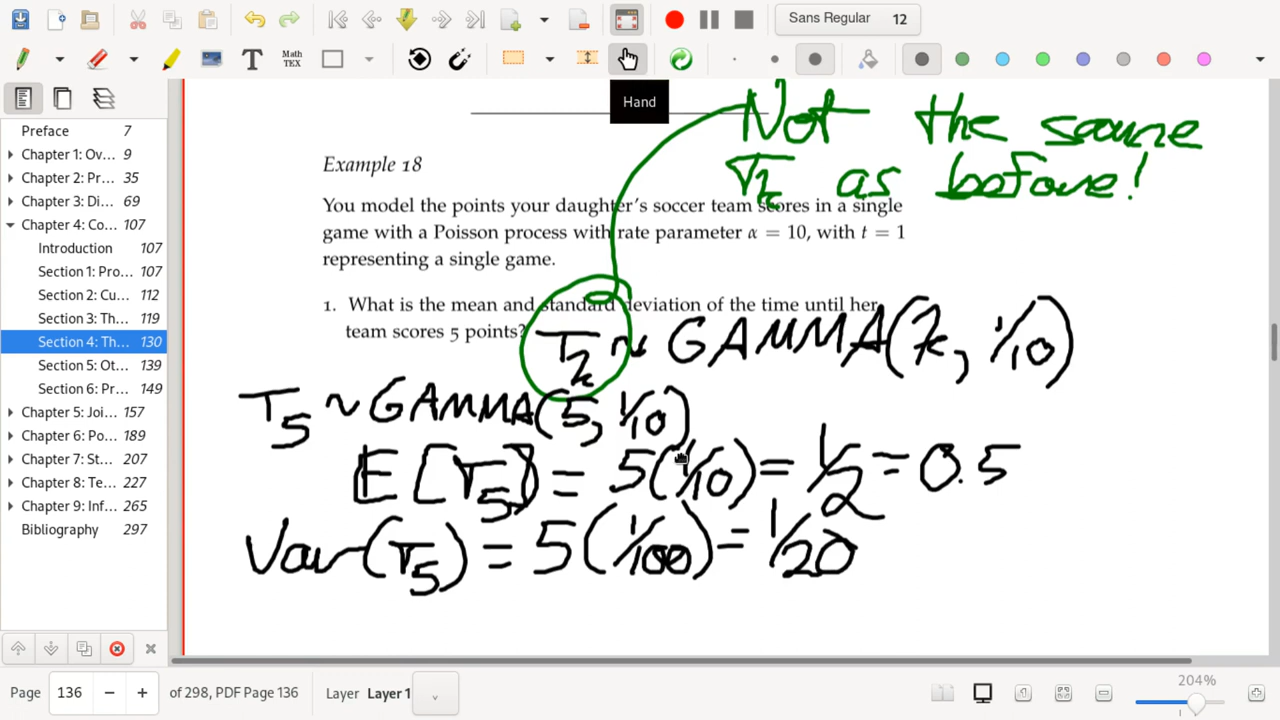 Sans Regular 12
Math
TEX
Hand
Preface 7
Chapter 1: Ov... 9
Chapter 2: Pr... 35
Chapter 3: Di... 69
Chapter 4: Co... 107
Introduction 107
Section 1: Pro... 107
Section 2: Cu... 112
Section 3: Th... 119
Section 4: Th... 130
Section 5: Ot... 139
Section 6: Pr... 149
Chapter 5: Joi... 157
Chapter 6: Po... 189
Chapter 7: St... 207
Chapter 8: Te... 227
Chapter 9: Inf... 265
Bibliography 297
Not the same
Tk as before!
Example 18
You model the points your daughter's soccer team scores in a single
game with a Poisson process with rate parameter α = 10, with t = 1
representing a single game.
1. What is the mean and standard deviation of the time until her
team scores 5 points?
Tk ~ GAMMA(k, 1/10)
T5 ~ GAMMA(5, 1/10)
E[T5] = 5(1/10) = 1/2 = 0.5
Var(T5) = 5(1/100) = 1/20
Page 136 of 298, PDF Page 136 Layer Layer 1
204%